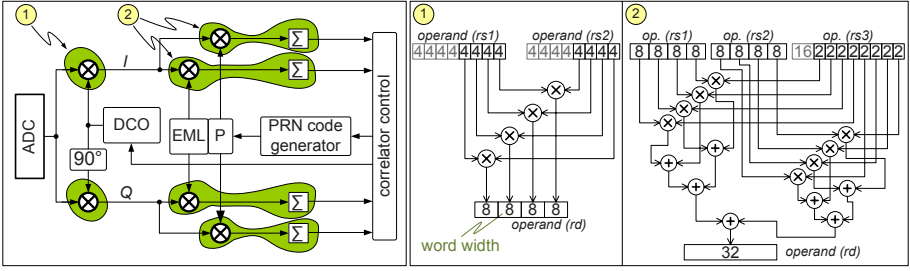 1
2
I
ADC
DCO
EML
P
PRN code
generator
90°
Q
Σ
Σ
Σ
Σ
correlator control
1
operand (rs1)
operand (rs2)
4 4 4 4 4 4 4 4
4 4 4 4 4 4 4 4
8 8 8 8
operand (rd)
word width
2
op. (rs1)
op. (rs2)
op. (rs3)
8 8 8 8
8 8 8 8
16 2 2 2 2 2 2 2 2
32
operand (rd)